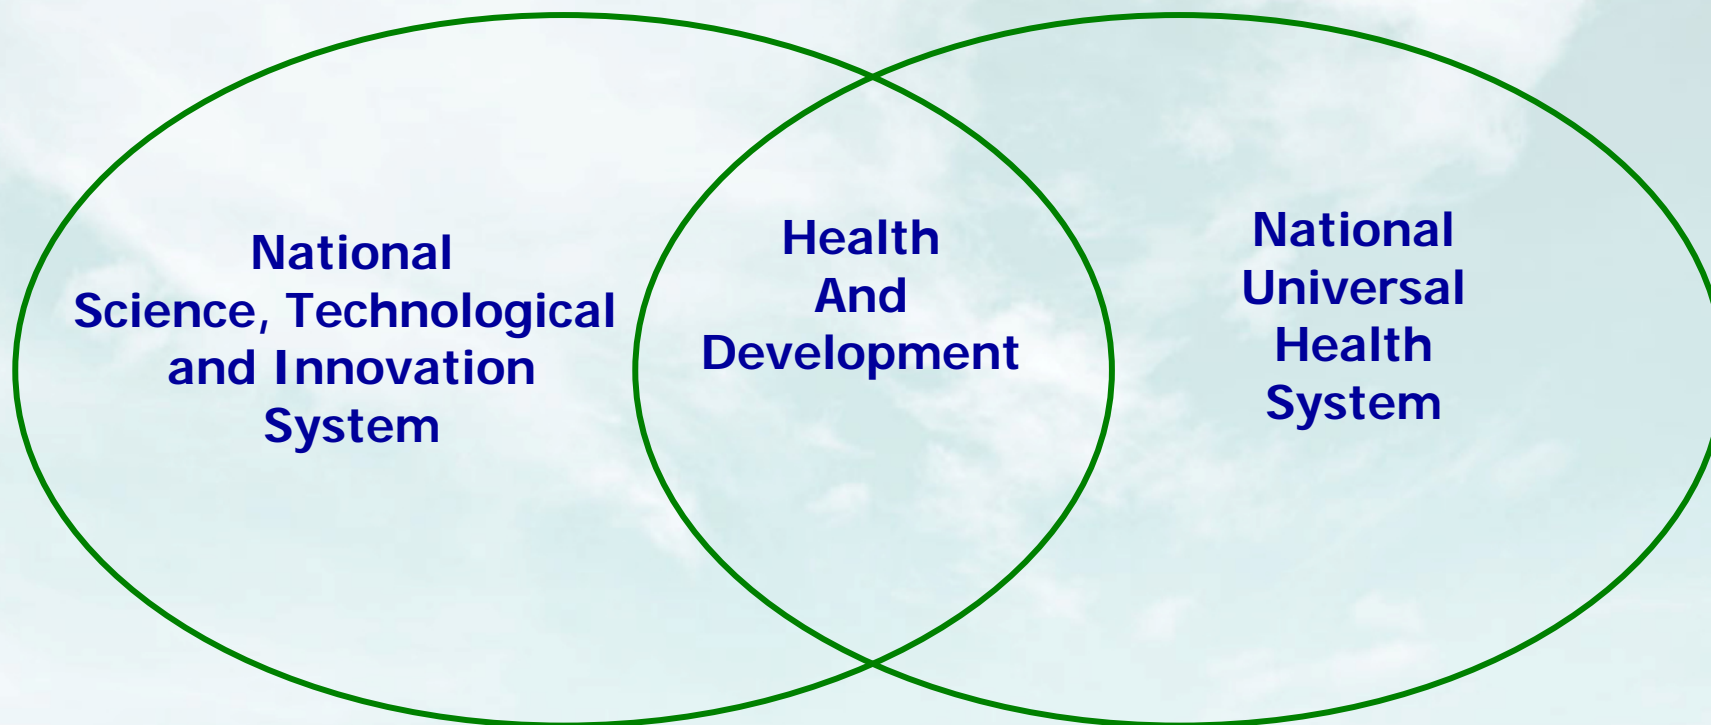 National
Science, Technological
and Innovation
System
Health
And
Development
National
Universal
Health
System